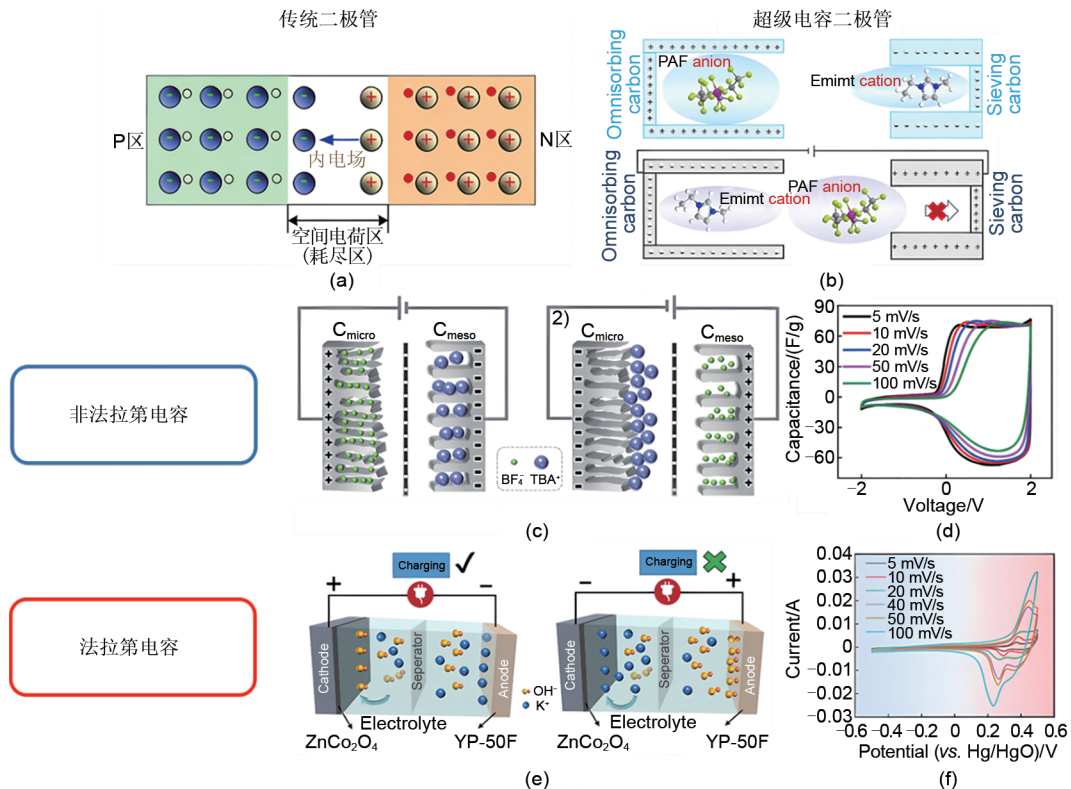 传统二极管
P区
内电场
N区
空间电荷区
(耗尽区)
(a)
超级电容二极管
Omnisorbing
carbon
PAF anion
Emimt cation
Sieving
carbon
Omnisorbing
carbon
Emimt cation
PAF anion
Sieving
carbon
(b)
非法拉第电容
Cmicro
Cmeso
2)
Cmicro
Cmeso
BF4− TBA+
(c)
90
60
30
0
−30
−60
Capacitance/(F/g)
5 mV/s
10 mV/s
20 mV/s
50 mV/s
100 mV/s
−2 0 2
Voltage/V
(d)
法拉第电容
Charging
+ −
Cathode
Seperator
Anode
Electrolyte
ZnCo2O4
YP-50F
OH−
K+
Charging
− +
Cathode
Seperator
Anode
Electrolyte
ZnCo2O4
YP-50F
(e)
0.04
0.03
0.02
0.01
0
−0.01
−0.02
−0.03
Current/A
5 mV/s
10 mV/s
20 mV/s
40 mV/s
50 mV/s
100 mV/s
−0.6 −0.4 −0.2 0 0.2 0.4 0.6
Potential (vs. Hg/HgO)/V
(f)